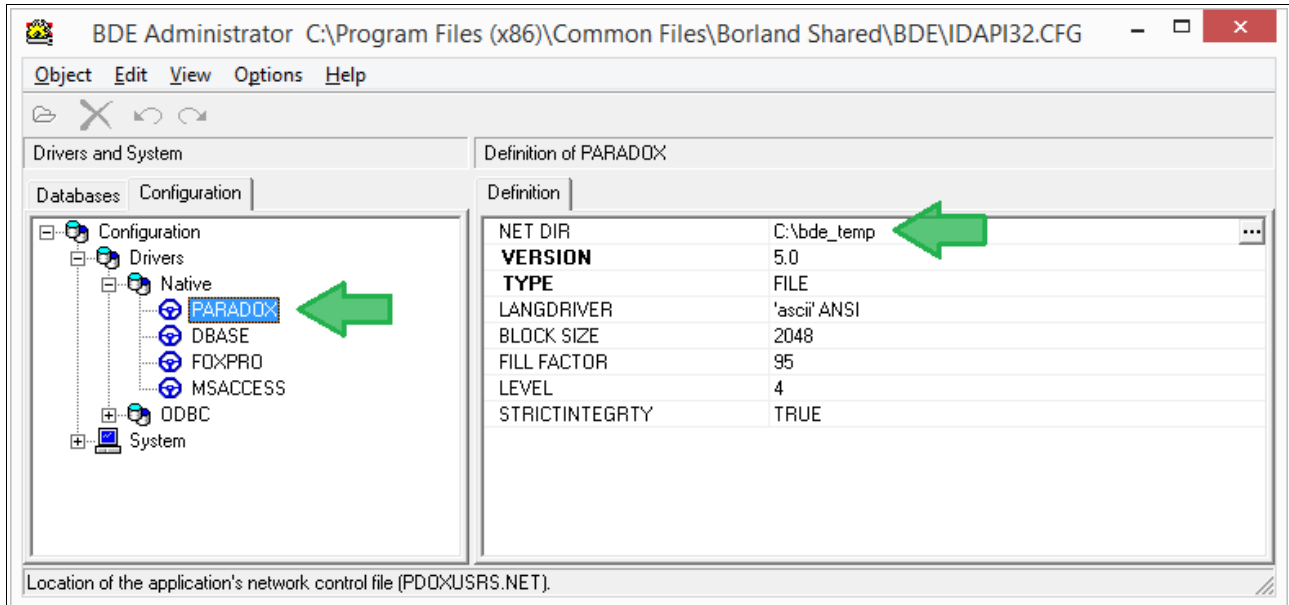 BDE Administrator C:\Program Files (x86)\Common Files\Borland Shared\BDE\IDAPI32.CFG
Object Edit View Options Help
Drivers and System
Definition of PARADOX
Databases Configuration
Definition
Configuration
Drivers
Native
PARADOX
DBASE
FOXPRO
MSACCESS
ODBC
System
NET DIR C:\bde_temp ...
VERSION 5.0
TYPE FILE
LANGDRIVER 'ascii' ANSI
BLOCK SIZE 2048
FILL FACTOR 95
LEVEL 4
STRICTINTEGRTY TRUE
Location of the application's network control file (PDOXUSRS.NET).